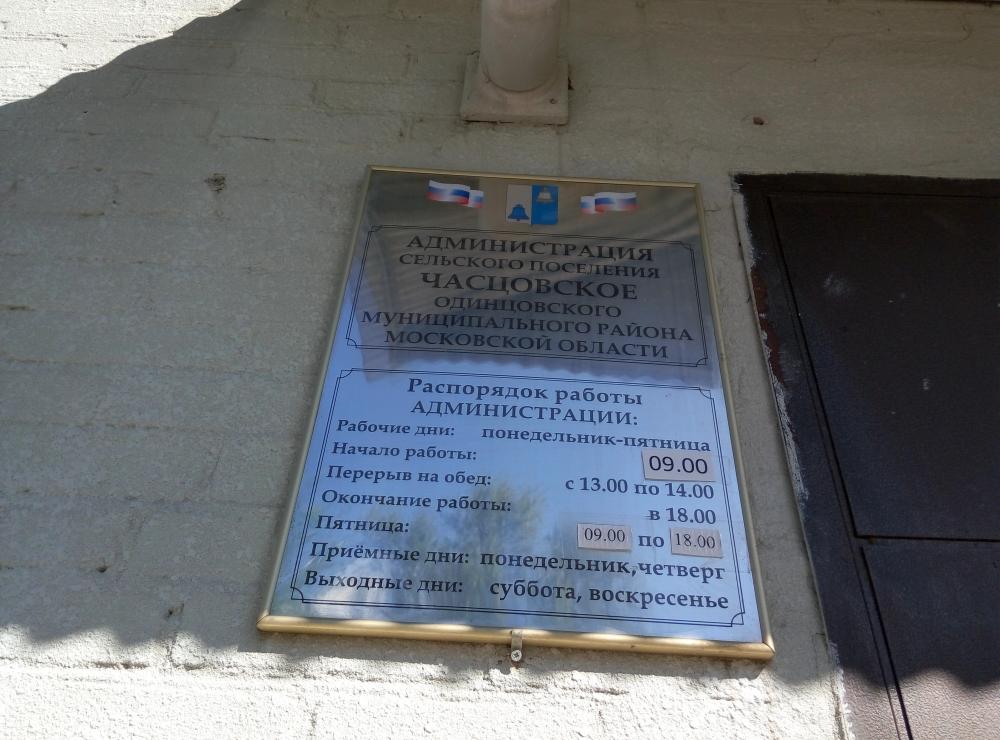 АДМИНИСТРАЦИЯ
СЕЛЬСКОГО ПОСЕЛЕНИЯ
ЧАСЦОВСКОЕ
ОДИНЦОВСКОГО
МУНИЦИПАЛЬНОГО РАЙОНА
МОСКОВСКОЙ ОБЛАСТИ
Распорядок работы
АДМИНИСТРАЦИИ:
Рабочие дни: понедельник-пятница
Начало работы: 09.00
Перерыв на обед: с 13.00 по 14.00
Окончание работы: в 18.00
Пятница: 09.00 по 18.00
Приёмные дни: понедельник,четверг
Выходные дни: суббота, воскресенье